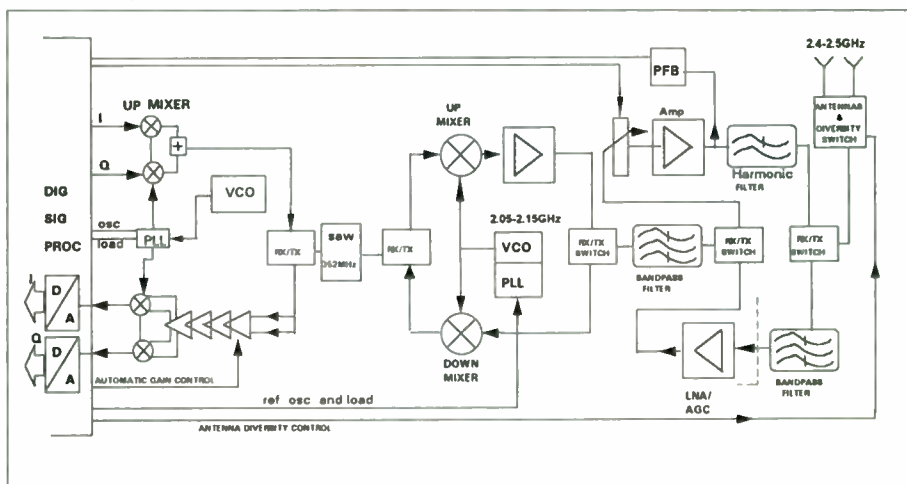 2.4-2.5GHz
PFB
UP MIXER
UP
MIXER
Amp
ANTENNAS
&
DIVERSITY
SWITCH
I
Q
Harmonic
FILTER
DIG
SIG
PROC
VCO
osc
load
PLL
2.05-2.15GHz
RX/TX
saw
352MHz
RX/TX
VCO
PLL
RX/TX
SWITCH
BANDPASS
FILTER
RX/TX
SWITCH
RX/TX
SWITCH
D
A
Q
D
A
DOWN
MIXER
AUTOMATIC GAIN CONTROL
LNA/
AGC
BANDPASS
FILTER
ref osc and load
ANTENNA DIVERSITY CONTROL